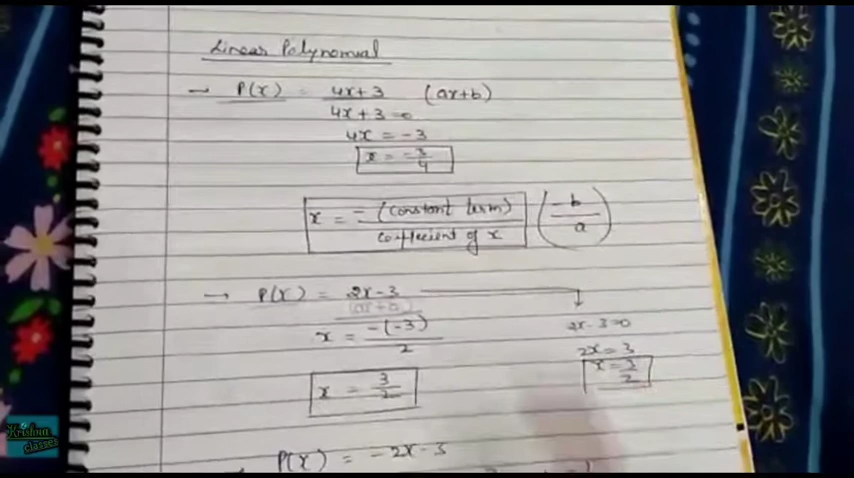 Linear Polynomial
→ P(x) = 4x+3 (ax+b)
4x+3=0
4x = -3
x = -3/4
x = -(constant term)/coffecient of x (-b/a)
→ P(x) = 2x-3
(ax+b)
x = -(-3)/2
2x-3=0
2x=3
x=3/2
x = 3/2
P(x) = -2x-3
Krishna
classes